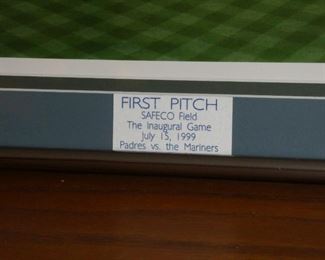 FIRST PITCH
SAFECO Field
The Inaugural Game
July 15, 1999
Padres vs. the Mariners